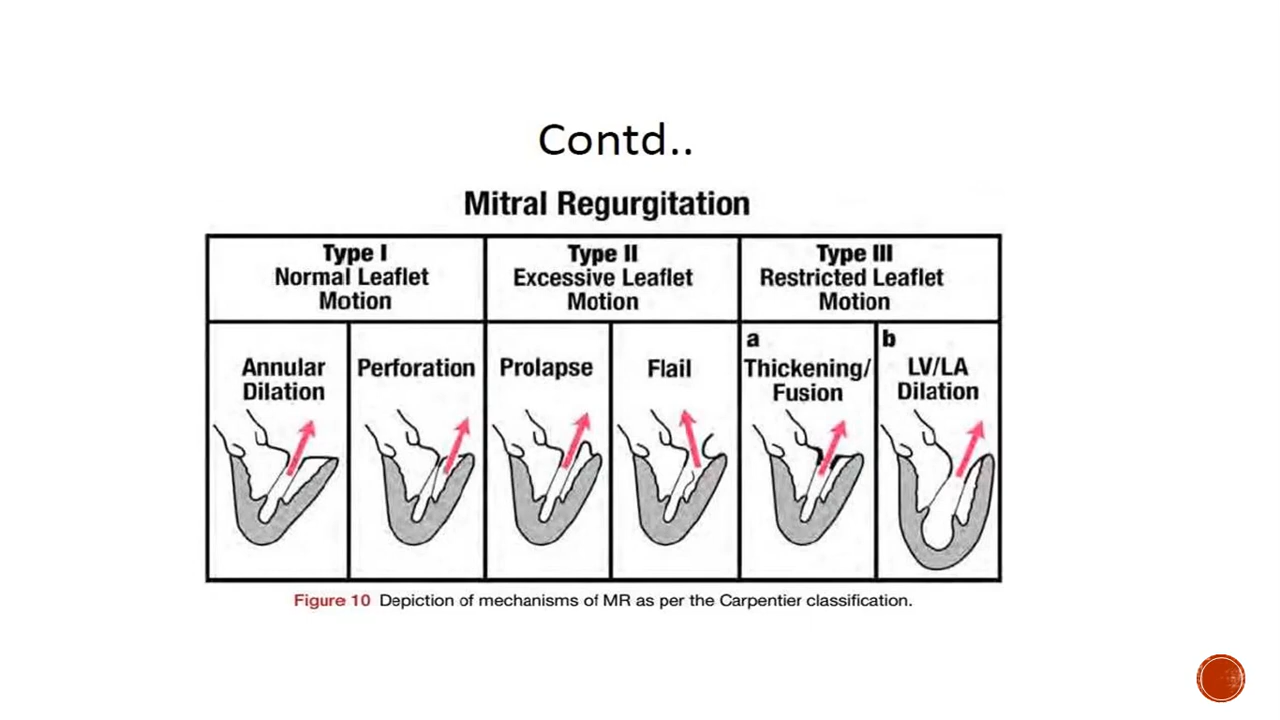 Contd..
Mitral Regurgitation
Type I
Normal Leaflet
Motion
Type II
Excessive Leaflet
Motion
Type III
Restricted Leaflet
Motion
Annular
Dilation
Perforation
Prolapse
Flail
a
Thickening/
Fusion
b
LV/LA
Dilation
Figure 10 Depiction of mechanisms of MR as per the Carpentier classification.